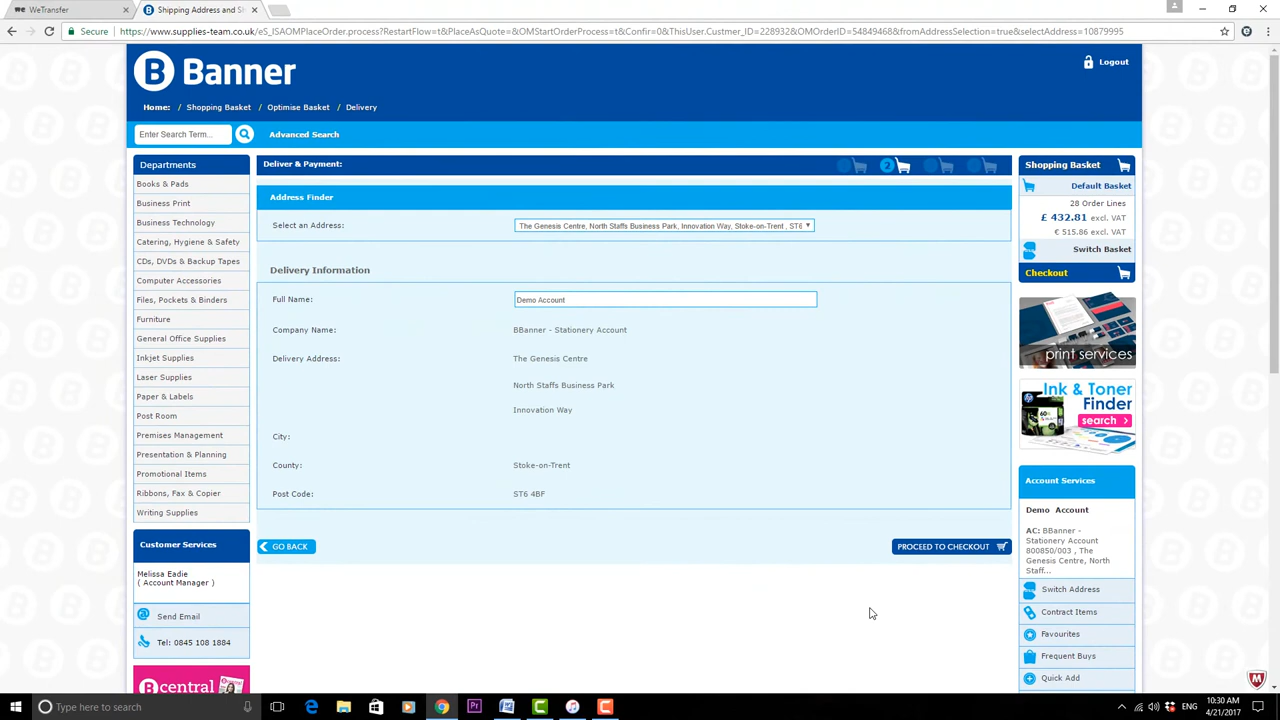 WeTransfer
Shipping Address and S
Secure
https://www.supplies-team.co.uk/eS_ISAOMPlaceOrder.process?RestartFlow=t&PlaceAsQuote=&OMStartOrderProcess=t&Confir=0&ThisUser.Custmer_ID=228932&OMOrderID=54849468&fromAddressSelection=true&selectAddress=10879995
B Banner
Logout
Home: / Shopping Basket / Optimise Basket / Delivery
Enter Search Term...
Advanced Search
Departments
Books & Pads
Business Print
Business Technology
Catering, Hygiene & Safety
CDs, DVDs & Backup Tapes
Computer Accessories
Files, Pockets & Binders
Furniture
General Office Supplies
Inkjet Supplies
Laser Supplies
Paper & Labels
Post Room
Premises Management
Presentation & Planning
Promotional Items
Ribbons, Fax & Copier
Writing Supplies
Customer Services
Melissa Eadie
( Account Manager )
Send Email
Tel: 0845 108 1884
Bcentral
Deliver & Payment:
2
Address Finder
Select an Address:
The Genesis Centre, North Staffs Business Park, Innovation Way, Stoke-on-Trent , ST6
Delivery Information
Full Name:
Demo Account
Company Name:
BBanner - Stationery Account
Delivery Address:
The Genesis Centre
North Staffs Business Park
Innovation Way
City:
County:
Stoke-on-Trent
Post Code:
ST6 4BF
GO BACK
PROCEED TO CHECKOUT
Shopping Basket
Default Basket
28 Order Lines
£ 432.81 excl. VAT
€ 515.86 excl. VAT
Switch Basket
Checkout
print services
Ink & Toner
Finder
search >
Account Services
Demo Account
AC: BBanner -
Stationery Account
800850/003 , The
Genesis Centre, North
Staff...
Switch Address
Contract Items
Favourites
Frequent Buys
Quick Add
Type here to search
10:30 AM
4/21/2017